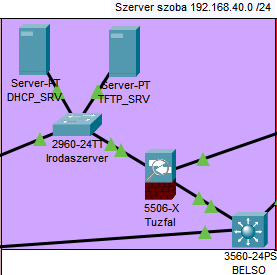 Szerver szoba 192.168.40.0 /24
Server-PT
DHCP_SRV
Server-PT
TFTP_SRV
2960-24TT
Irodaszerver
5506-X
Tuzfal
3560-24PS
BELSO